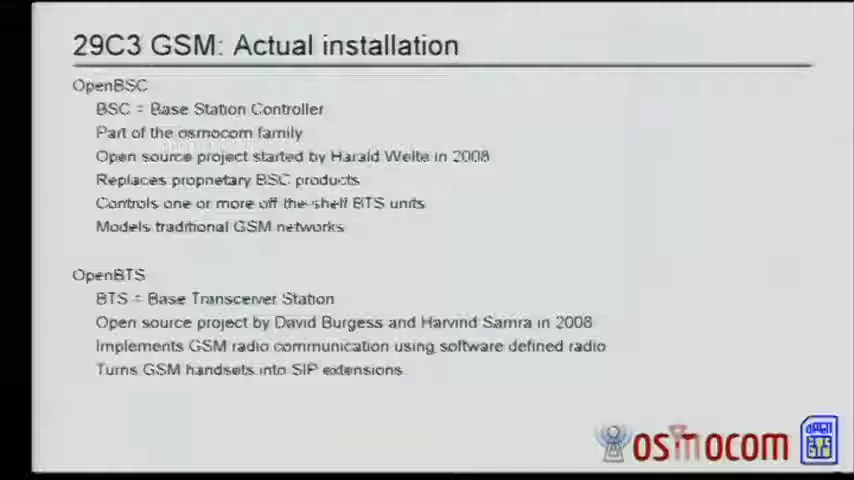 29C3 GSM: Actual installation
OpenBSC
BSC = Base Station Controller
Part of the osmocom family
Open source project started by Harald Welte in 2008
Replaces proprietary BSC products
Controls one or more off-the-shelf BTS units
Models traditional GSM networks
OpenBTS
BTS = Base Transceiver Station
Open source project by David Burgess and Harvind Samra in 2008
Implements GSM radio communication using software defined radio
Turns GSM handsets into SIP extensions
osmocom
OPEN
BTS